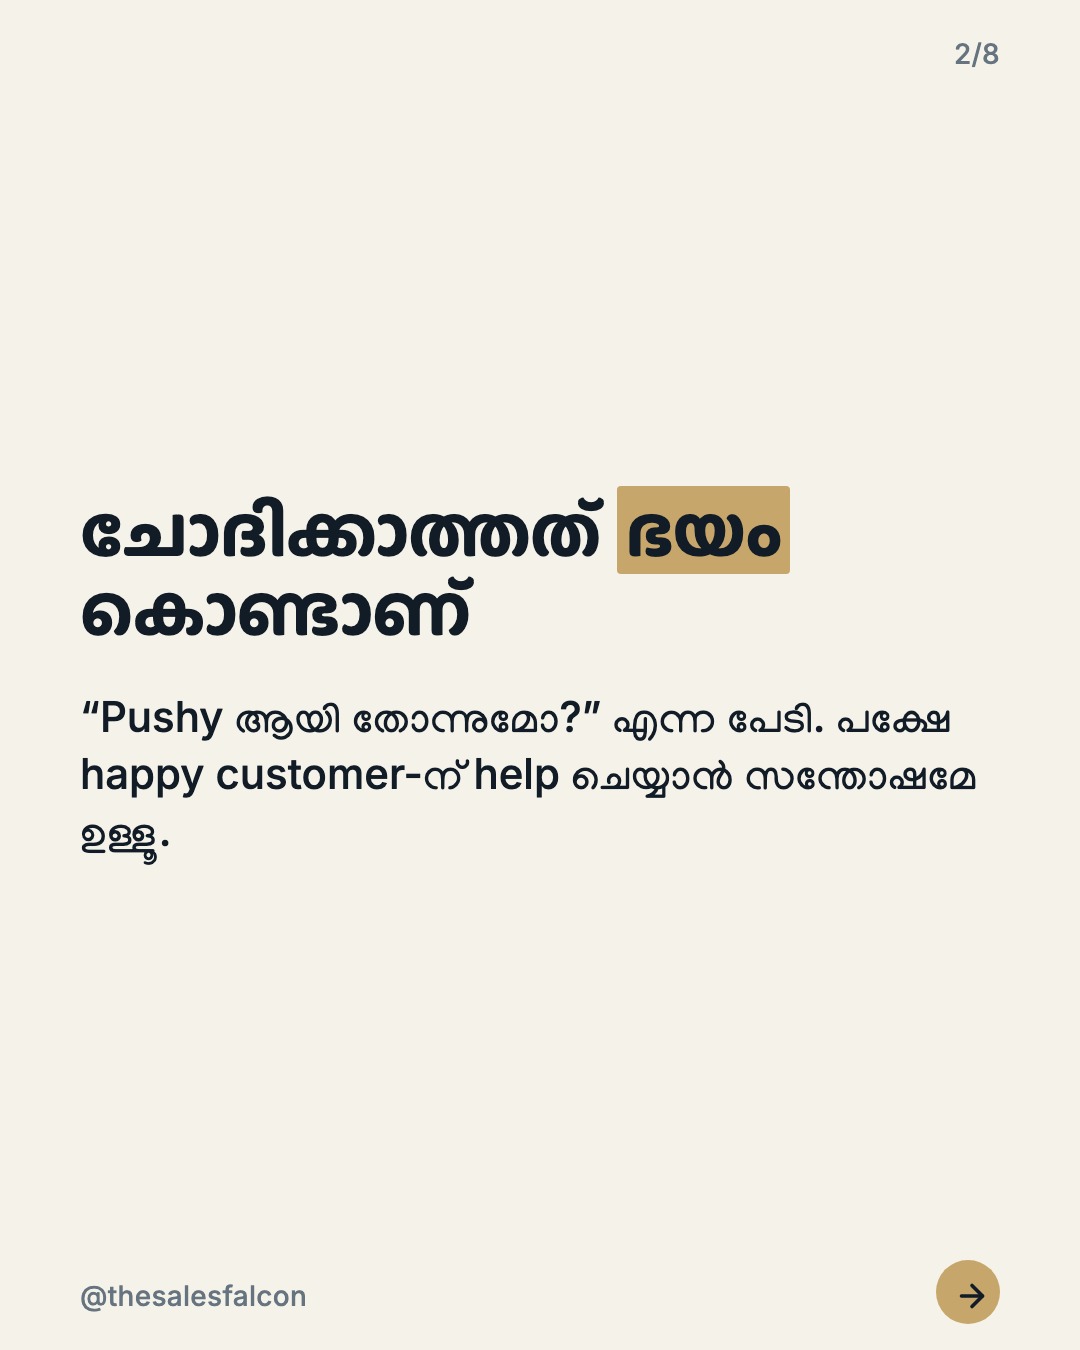 2/8
ചോദിക്കാത്തത് ഭയം
കൊണ്ടാണ്
“Pushy ആയി തോന്നുമോ?” എന്ന പേടി. പക്ഷേ
happy customer-ന് help ചെയ്യാൻ സന്തോഷമേ
ഉള്ളൂ.
@thesalesfalcon